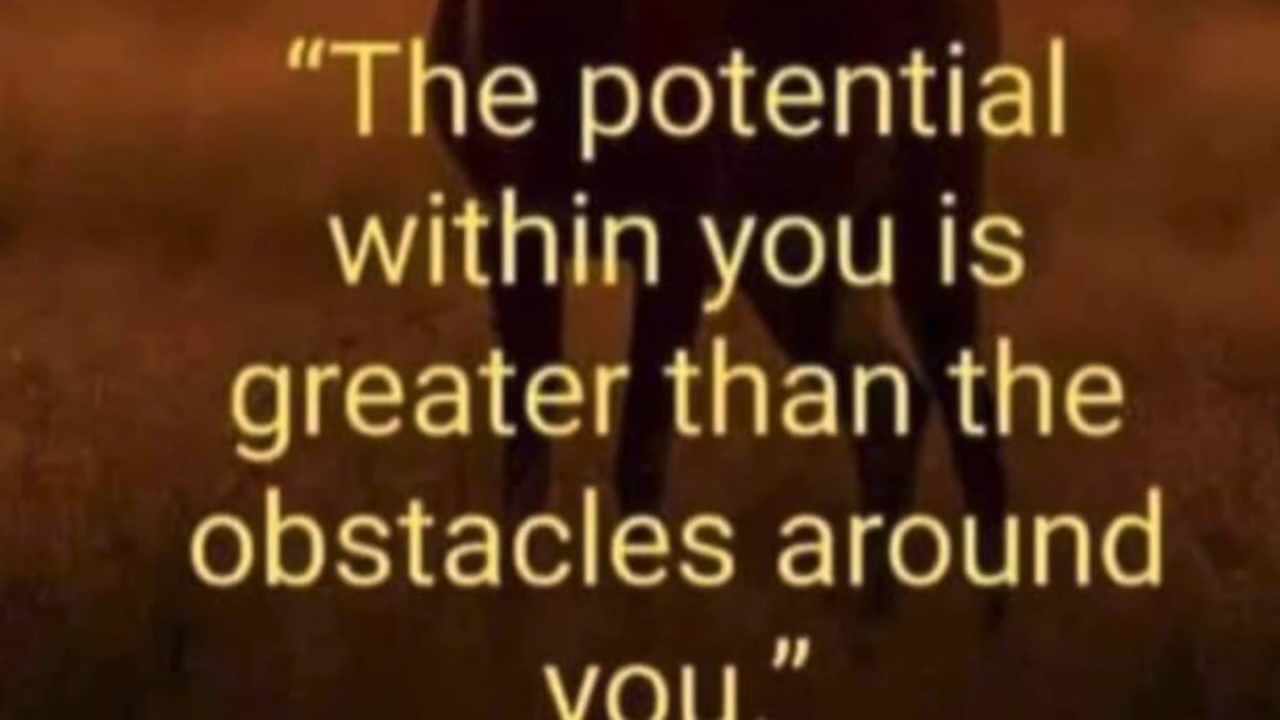 “The potential
within you is
greater than the
obstacles around
you.”